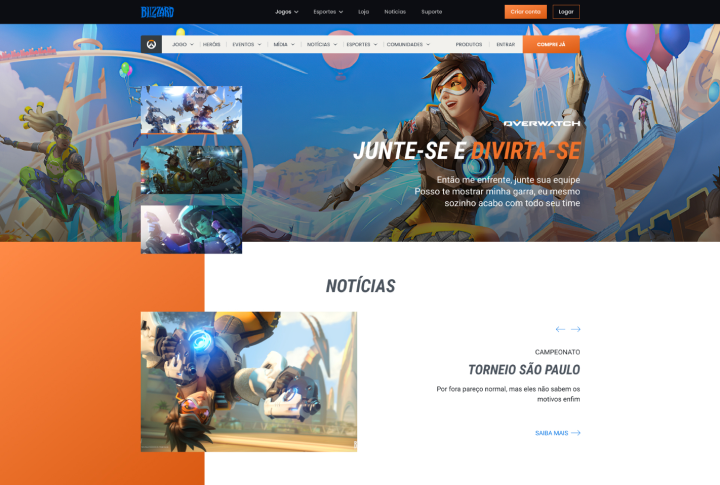 BLIZZARD
Jogos
Esportes
Loja
Notícias
Suporte
Criar conta
Logar
JOGO
HERÓIS
EVENTOS
MÍDIA
NOTÍCIAS
ESPORTES
COMUNIDADES
PRODUTOS
ENTRAR
COMPRE JÁ
OVERWATCH
JUNTE-SE E DIVIRTA-SE
Então me enfrente, junte sua equipe
Posso te mostrar minha garra, eu mesmo
sozinho acabo com todo seu time
NOTÍCIAS
CAMPEONATO
TORNEIO SÃO PAULO
Por fora pareço normal, mas eles não sabem os
motivos enfim
SAIBA MAIS